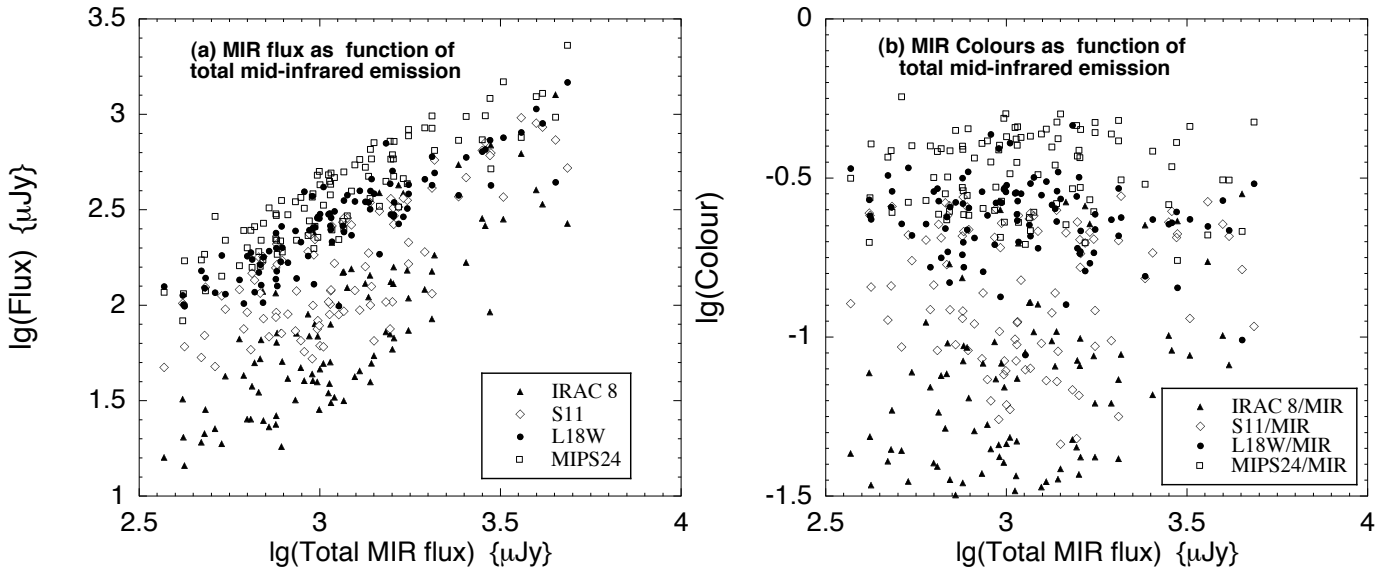 (a) MIR flux as function of
total mid-infrared emission
lg(Flux) {μJy}
3.5
3
2.5
2
1.5
1
IRAC 8
S11
L18W
MIPS24
2.5
3
3.5
4
lg(Total MIR flux) {μJy}
(b) MIR Colours as function of
total mid-infrared emission
lg(Colour)
0
-0.5
-1
-1.5
IRAC 8/MIR
S11/MIR
L18W/MIR
MIPS24/MIR
2.5
3
3.5
4
lg(Total MIR flux) {μJy}